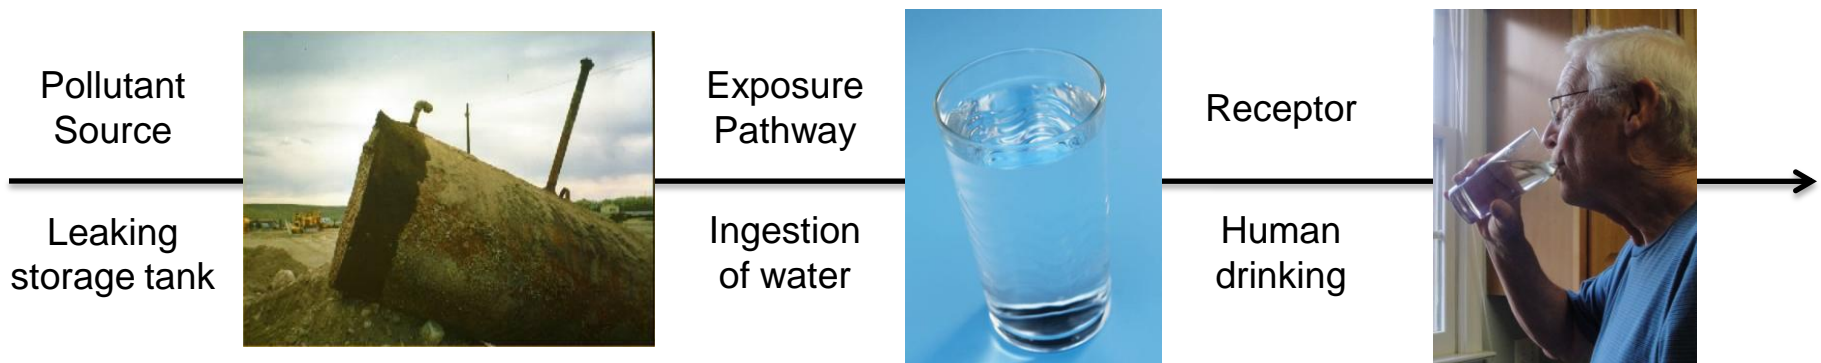 Pollutant
Source
Leaking
storage tank
Exposure
Pathway
Ingestion
of water
Receptor
Human
drinking